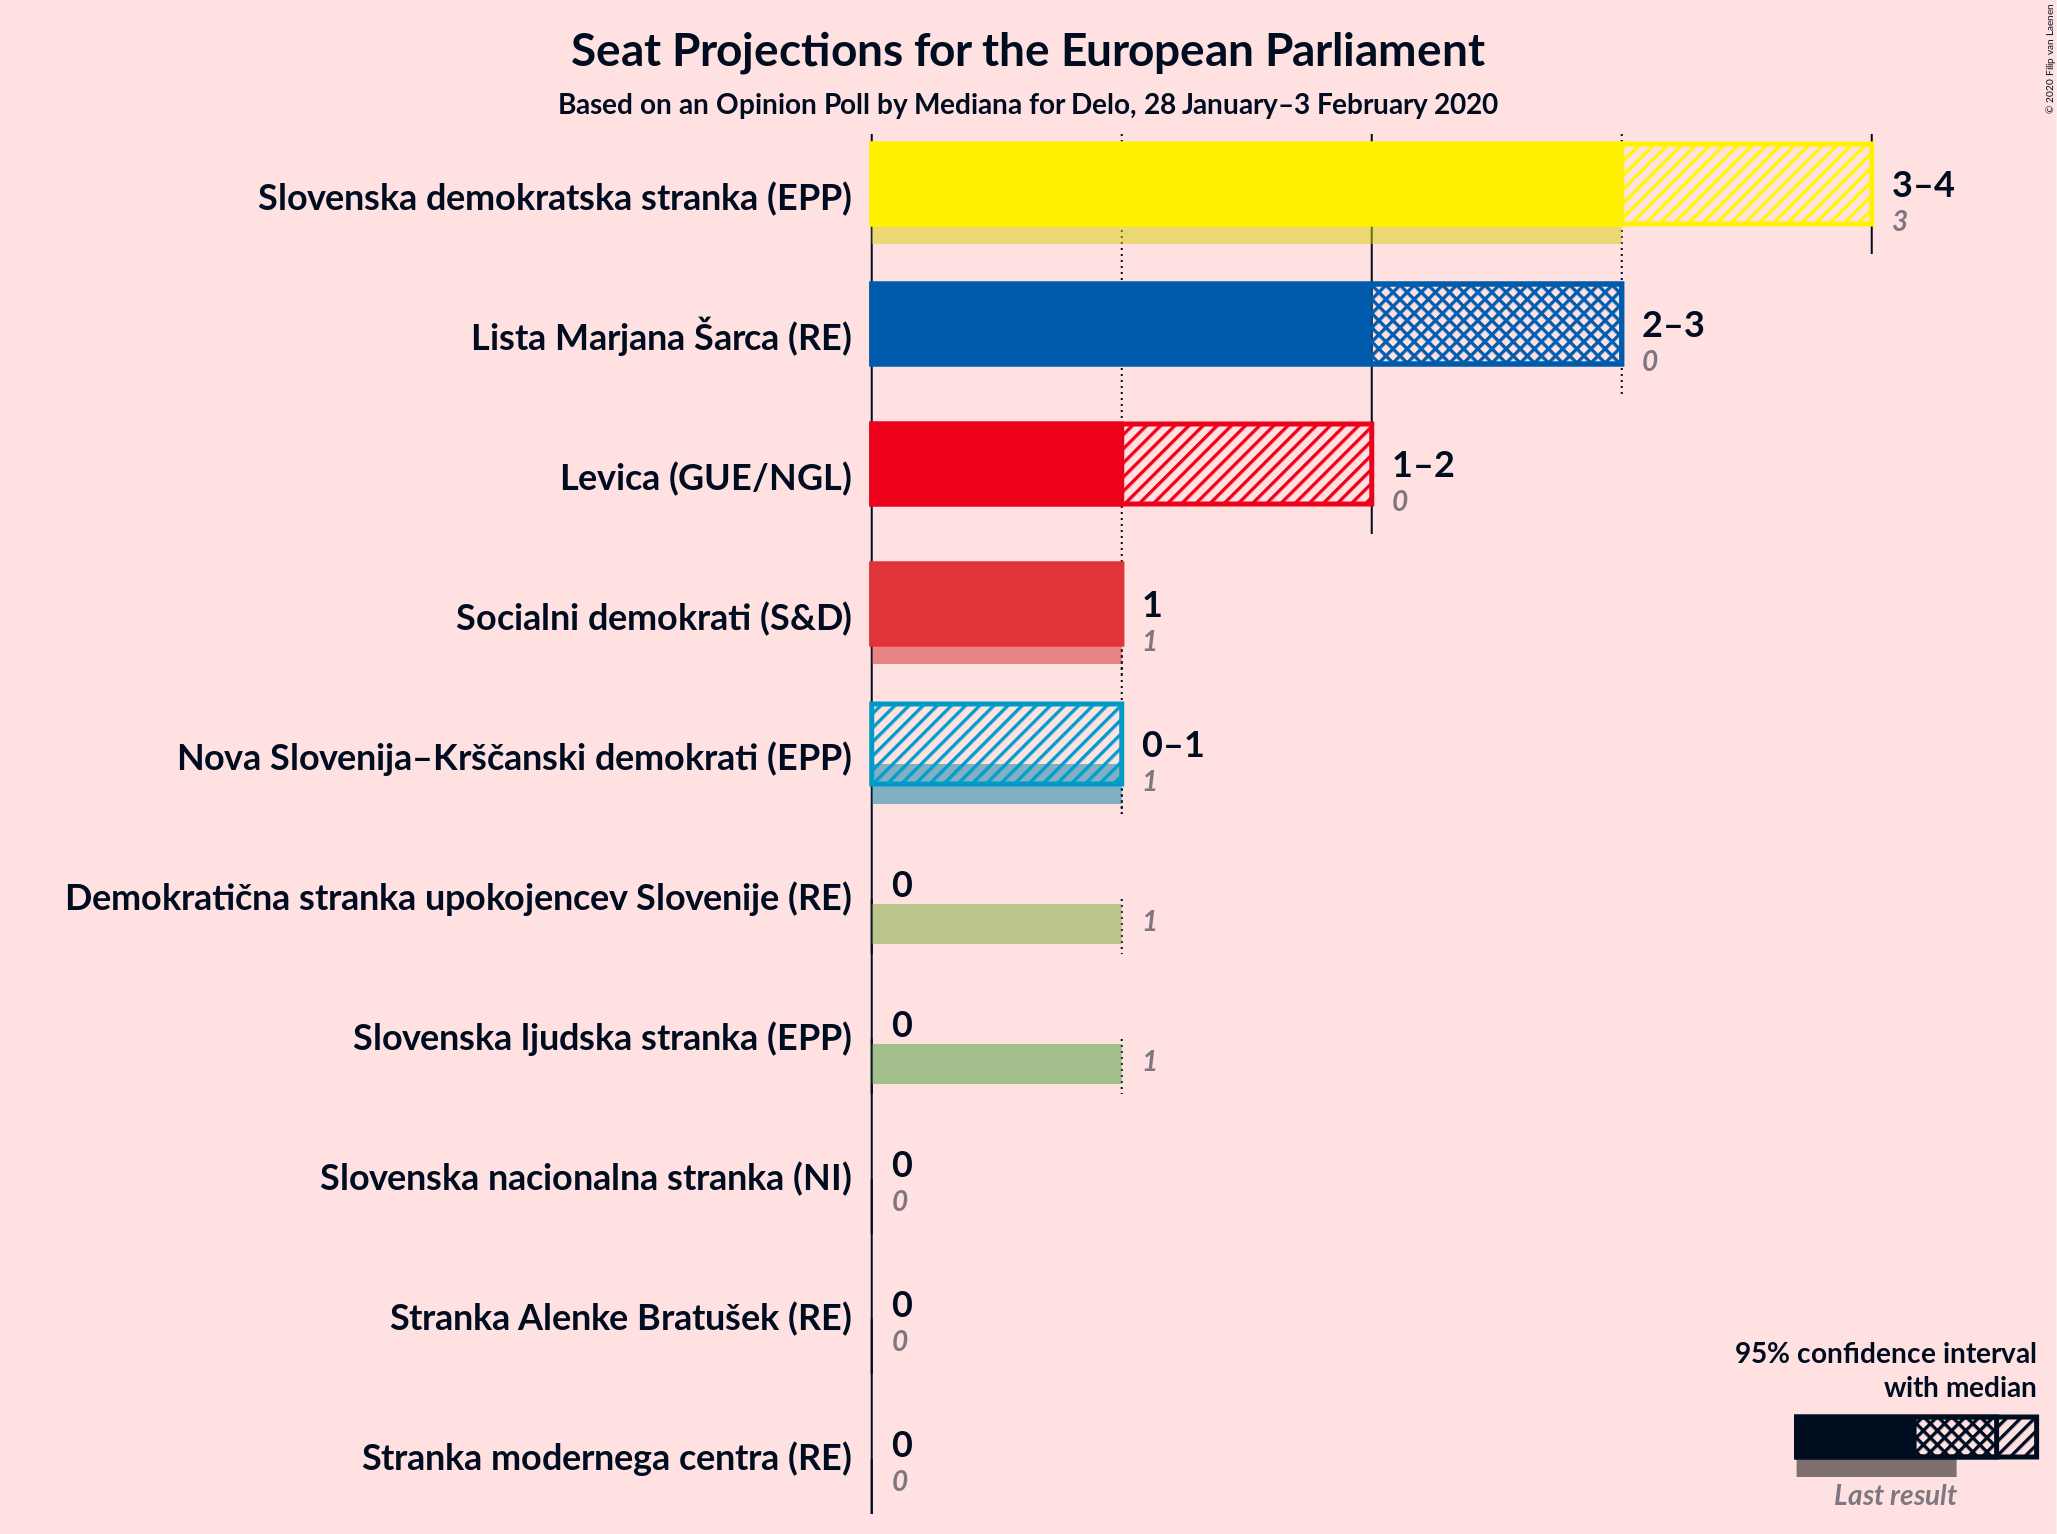 Seat Projections for the European Parliament
Based on an Opinion Poll by Mediana for Delo, 28 January–3 February 2020
© 2020 Filip van Laenen
Slovenska demokratska stranka (EPP)
3–4
3
Lista Marjana Šarca (RE)
2–3
0
Levica (GUE/NGL)
1–2
0
Socialni demokrati (S&D)
1
1
Nova Slovenija–Krščanski demokrati (EPP)
0–1
1
Demokratična stranka upokojencev Slovenije (RE)
0
1
Slovenska ljudska stranka (EPP)
0
1
Slovenska nacionalna stranka (NI)
0
0
Stranka Alenke Bratušek (RE)
0
0
Stranka modernega centra (RE)
0
0
95% confidence interval
with median
Last result